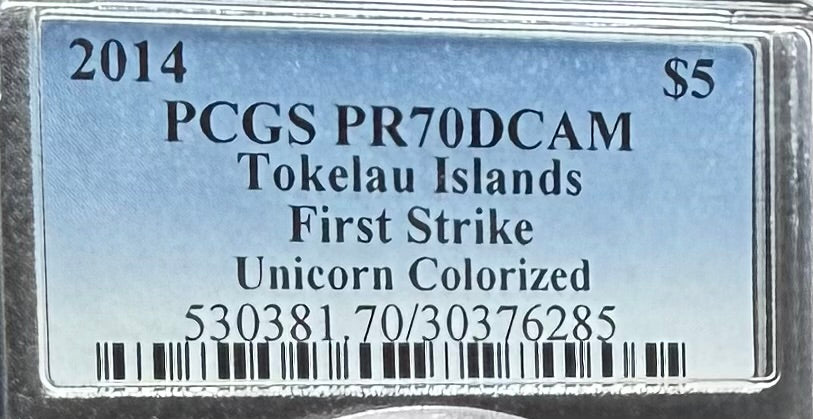 2014 $5
PCGS PR70DCAM
Tokelau Islands
First Strike
Unicorn Colorized
530381.70/30376285